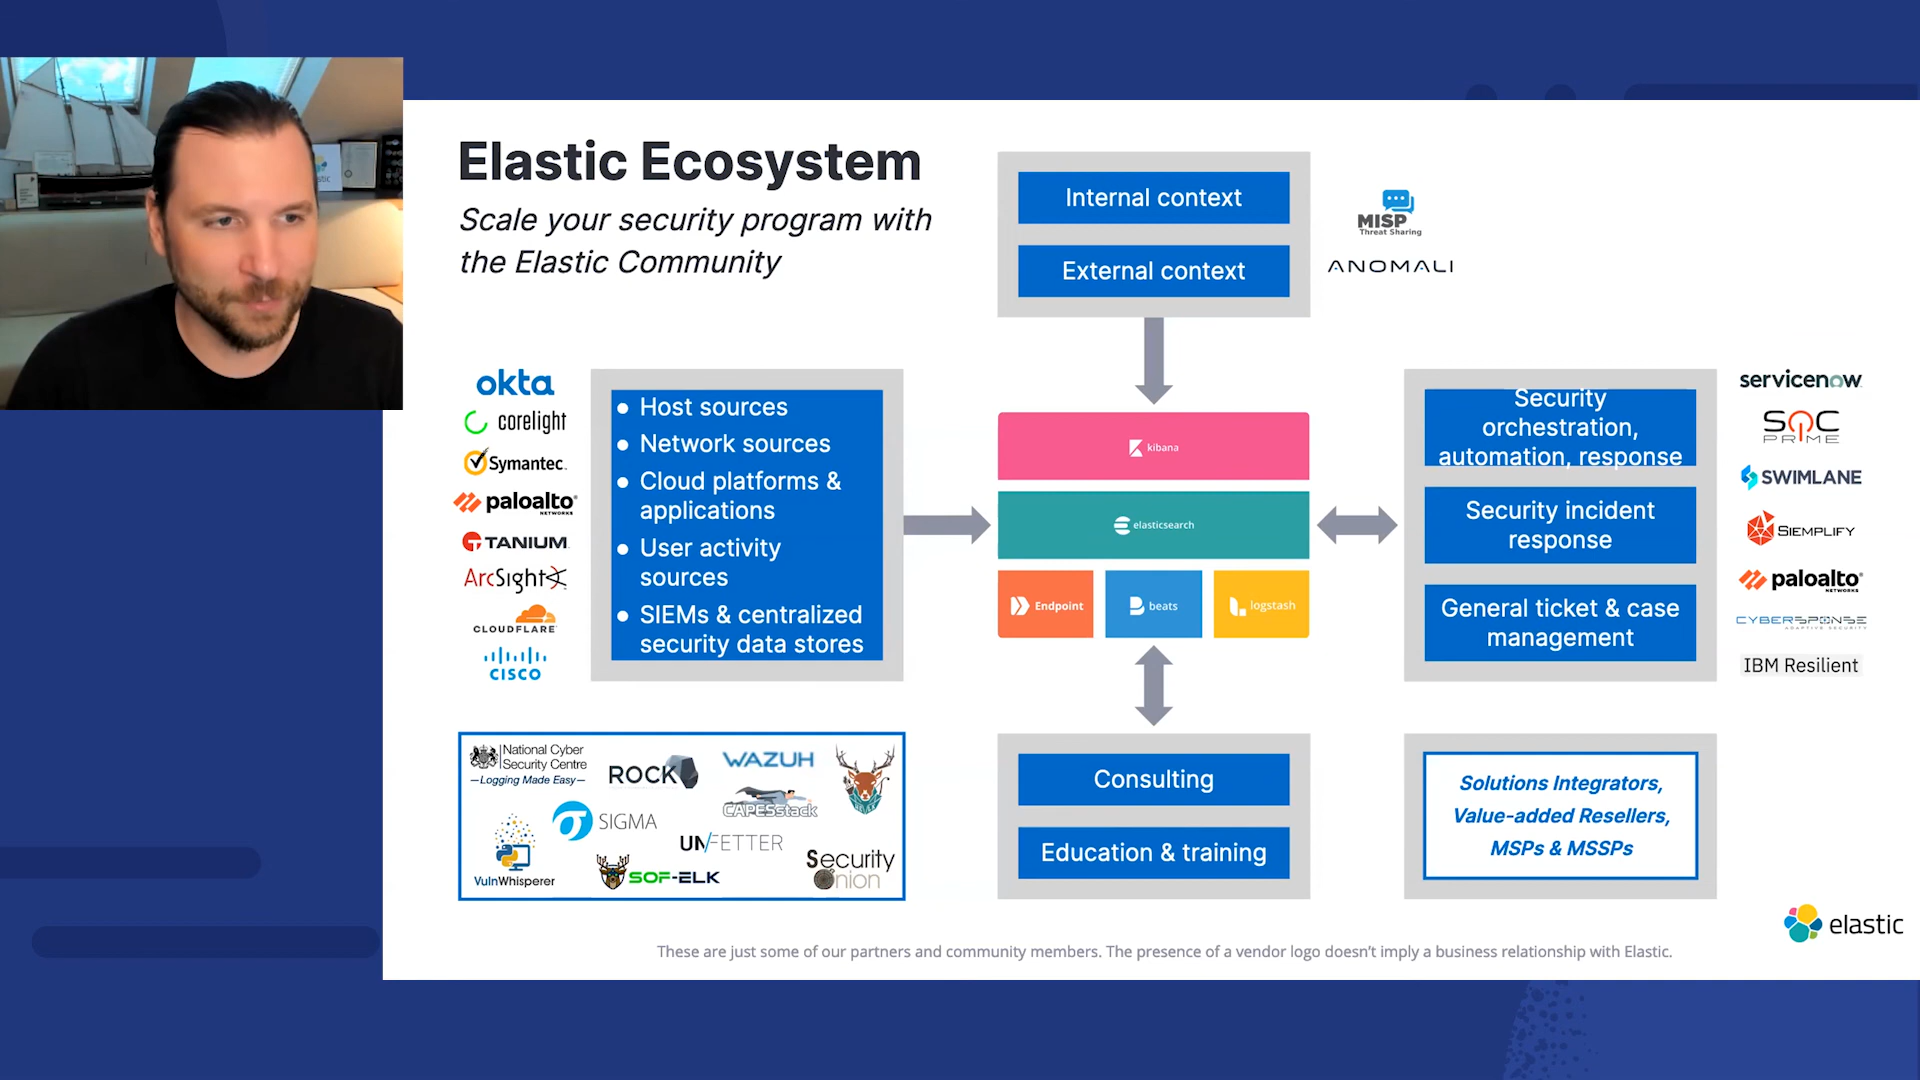 Elastic Ecosystem
Scale your security program with
the Elastic Community
Internal context
External context
MISP
Threat Sharing
ANOMALI
okta
corelight
Symantec.
paloalto
NETWORKS
TANIUM
ArcSight
CLOUDFLARE
CISCO
● Host sources
● Network sources
● Cloud platforms &
applications
● User activity
sources
● SIEMs & centralized
security data stores
kibana
elasticsearch
Endpoint
beats
logstash
Security
orchestration,
automation, response
Security incident
response
General ticket & case
management
servicenow
SOC
PRIME
SWIMLANE
SIEMPLIFY
paloalto
NETWORKS
CYBERSPONSE
ADAPTIVE SECURITY
IBM Resilient
National Cyber
Security Centre
—Logging Made Easy—
ROCK
WAZUH
CAPESstack
SIGMA
UN/FETTER
VulnWhisperer
SOF-ELK
Security
Onion
Consulting
Education & training
Solutions Integrators,
Value-added Resellers,
MSPs & MSSPs
elastic
These are just some of our partners and community members. The presence of a vendor logo doesn't imply a business relationship with Elastic.